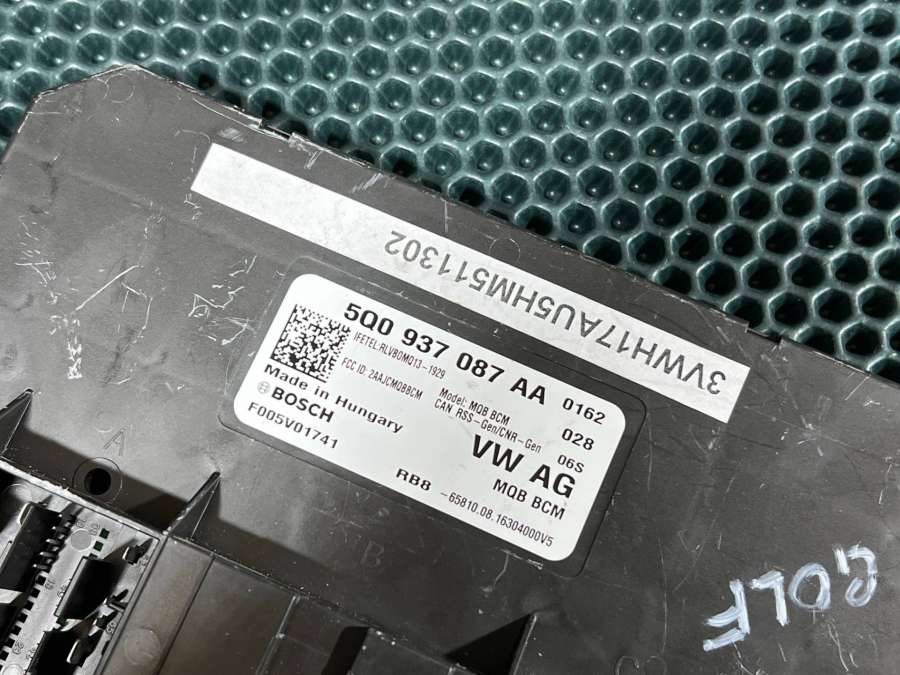 3VWH17AU5HM511302
5Q0 937 087 AA 0162
IFETEL:RLVBOMQ13-1929
028
FCC ID: 2AAJCMQBBCM
Model: MQB BCM
CAN RSS-Gen/CNR-Gen
06S
Made in Hungary
VW AG
BOSCH
MQB BCM
F005V01741
RB8 -65810.08.16304000V5
GOLF
A